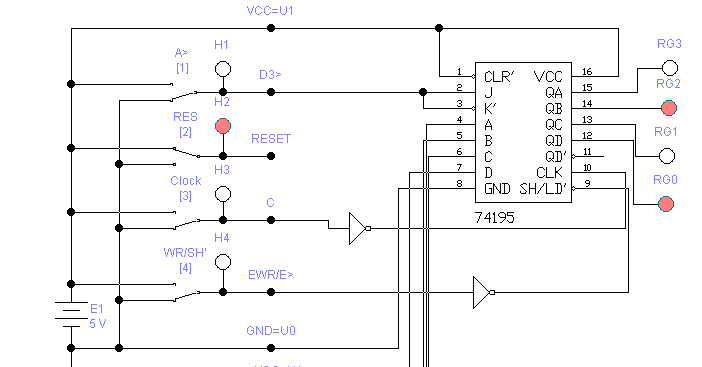 VCC=U1
A>
[1]
H1
D3>
H2
RES
[2]
RESET
H3
Clock
[3]
C
H4
WR/SH'
[4]
EWR/E>
E1
5 V
GND=U0
1 CLR' VCC 16
2 J QA 15
3 K' QB 14
4 A QC 13
5 B QD 12
6 C QD' 11
7 D CLK 10
8 GND SH/LD' 9
74195
RG3
RG2
RG1
RG0